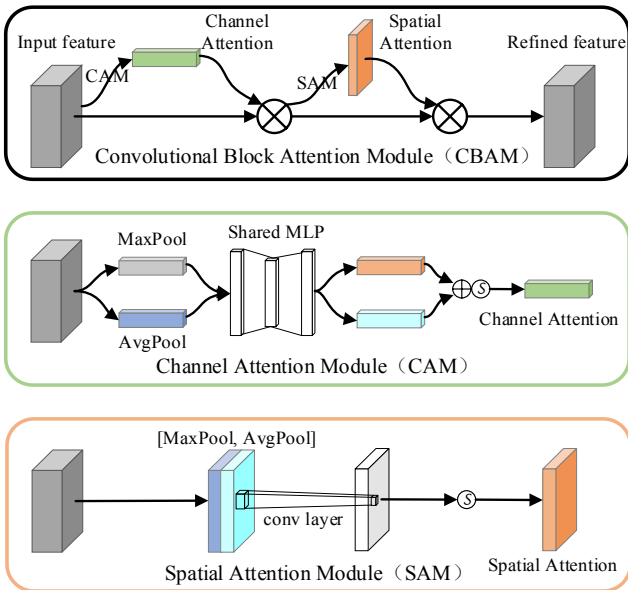 Channel
Attention
Spatial
Attention
Input feature
Refined feature
CAM
SAM
Convolutional Block Attention Module（CBAM）
MaxPool
Shared MLP
S
AvgPool
Channel Attention
Channel Attention Module（CAM）
[MaxPool, AvgPool]
conv layer
S
Spatial Attention
Spatial Attention Module（SAM）